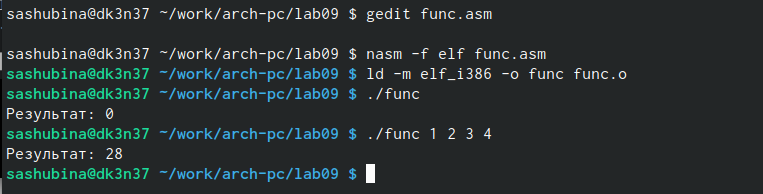 sashubina@dk3n37 ~/work/arch-pc/lab09 $ gedit func.asm
sashubina@dk3n37 ~/work/arch-pc/lab09 $ nasm -f elf func.asm
sashubina@dk3n37 ~/work/arch-pc/lab09 $ ld -m elf_i386 -o func func.o
sashubina@dk3n37 ~/work/arch-pc/lab09 $ ./func
Результат: 0
sashubina@dk3n37 ~/work/arch-pc/lab09 $ ./func 1 2 3 4
Результат: 28
sashubina@dk3n37 ~/work/arch-pc/lab09 $